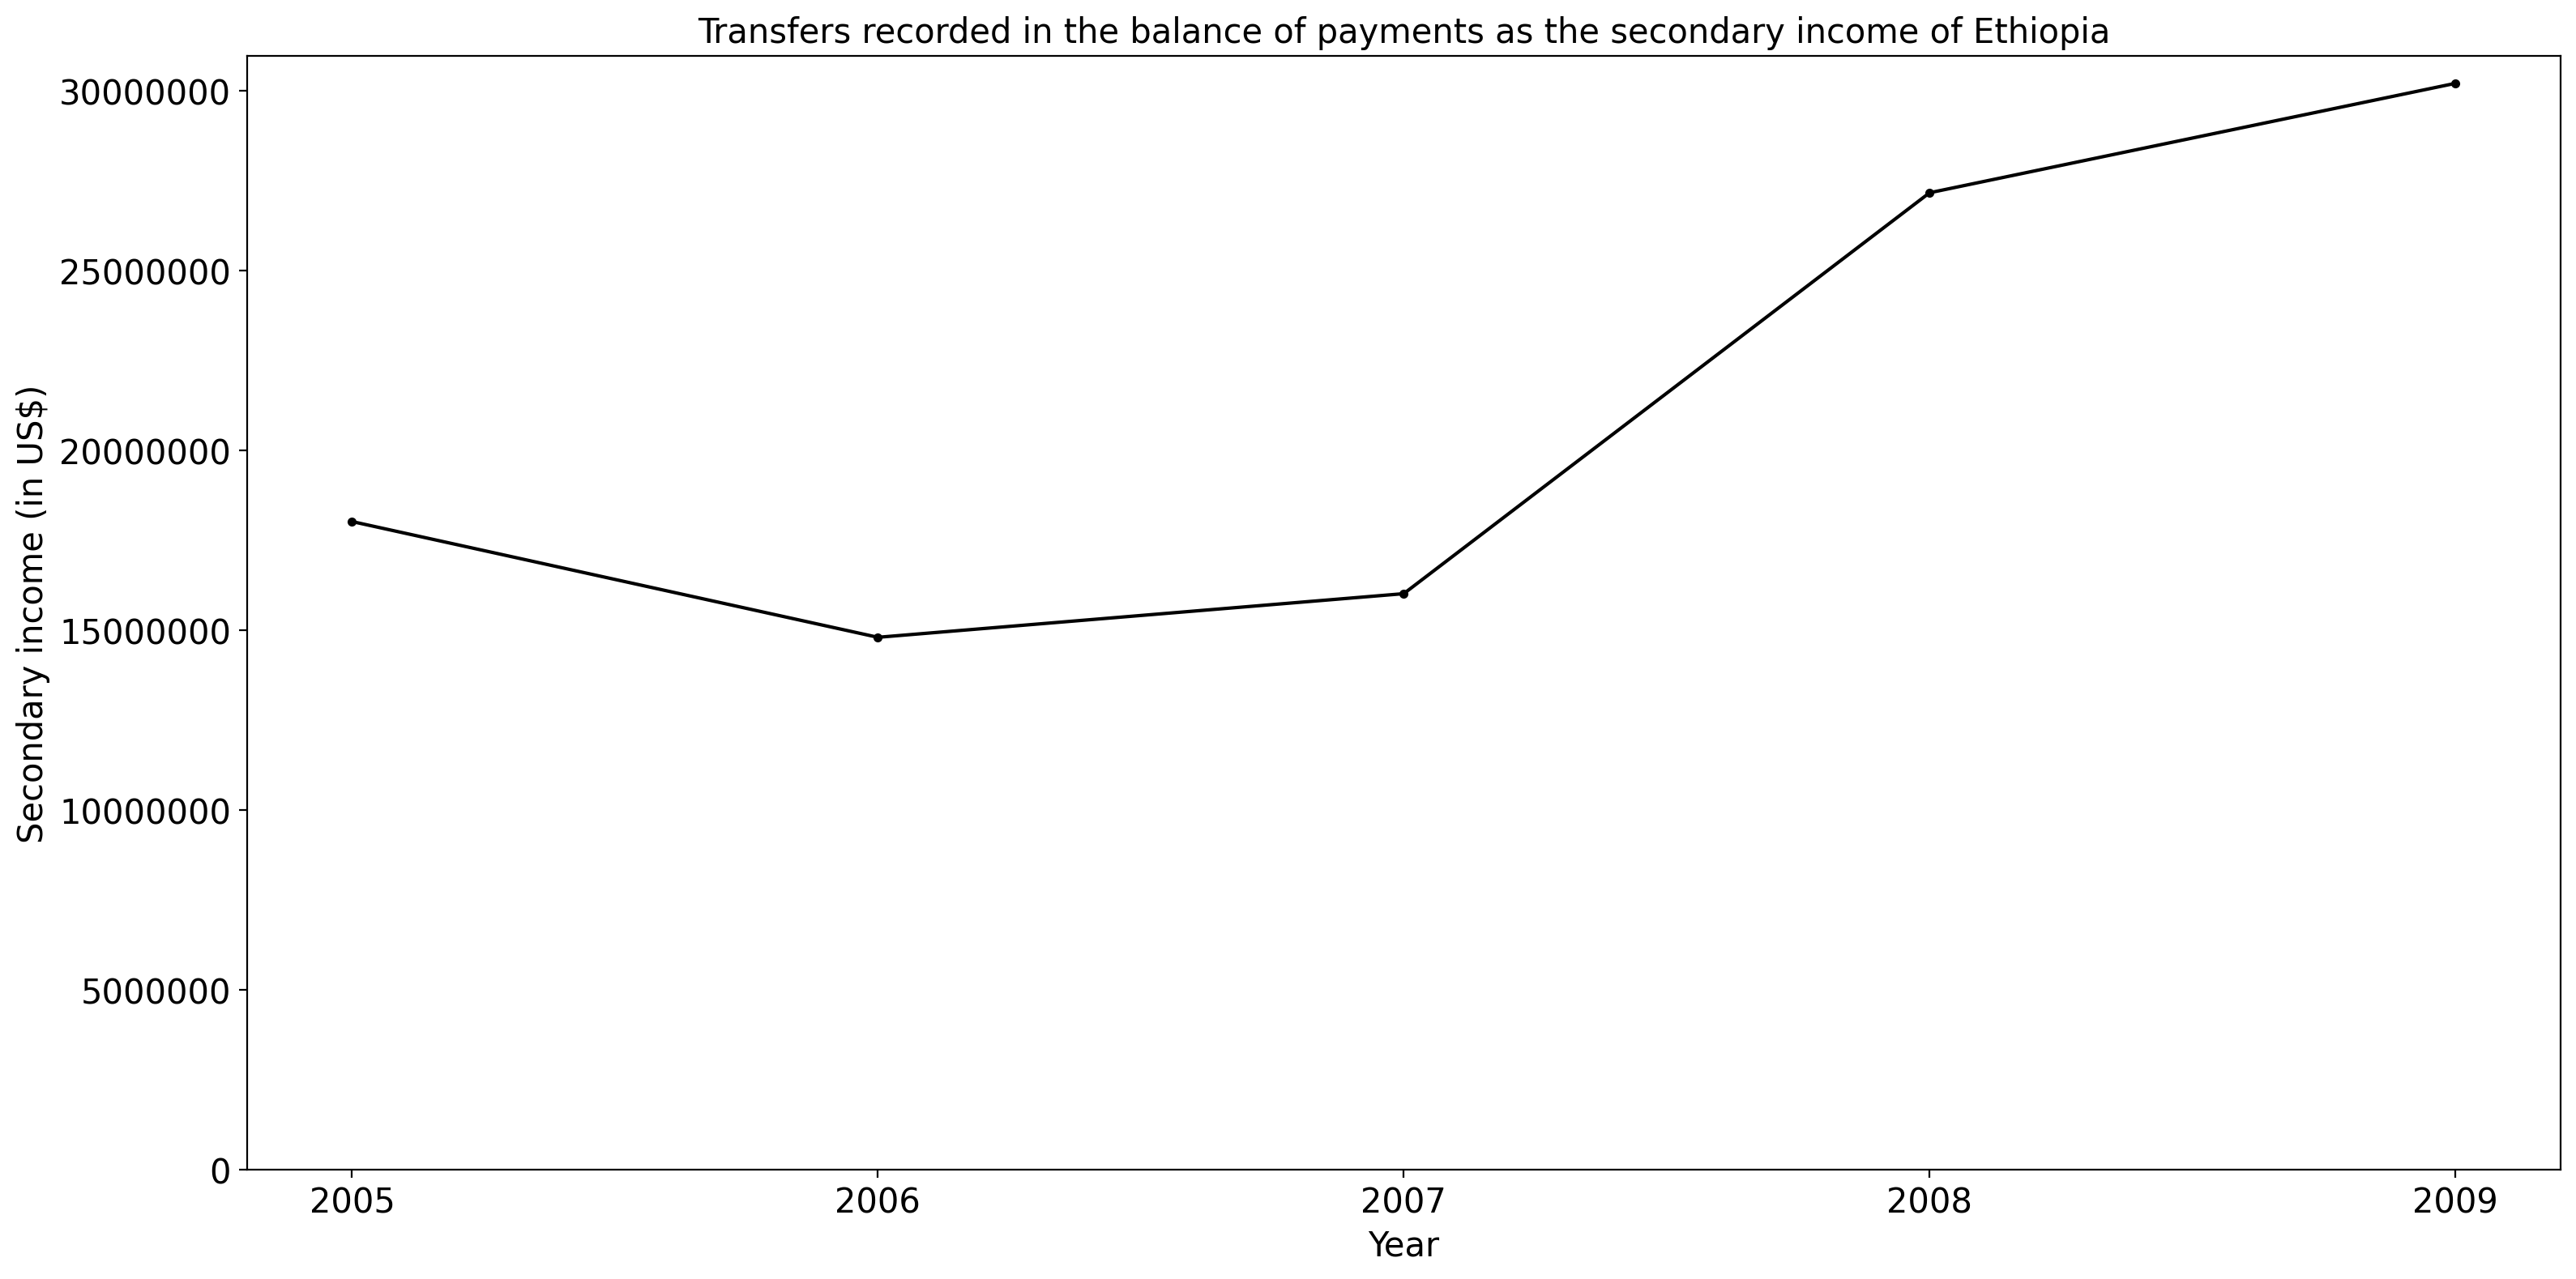 Transfers recorded in the balance of payments as the secondary income of Ethiopia
Secondary income (in US$)
30000000
25000000
20000000
15000000
10000000
5000000
0
2005 2006 2007 2008 2009
Year